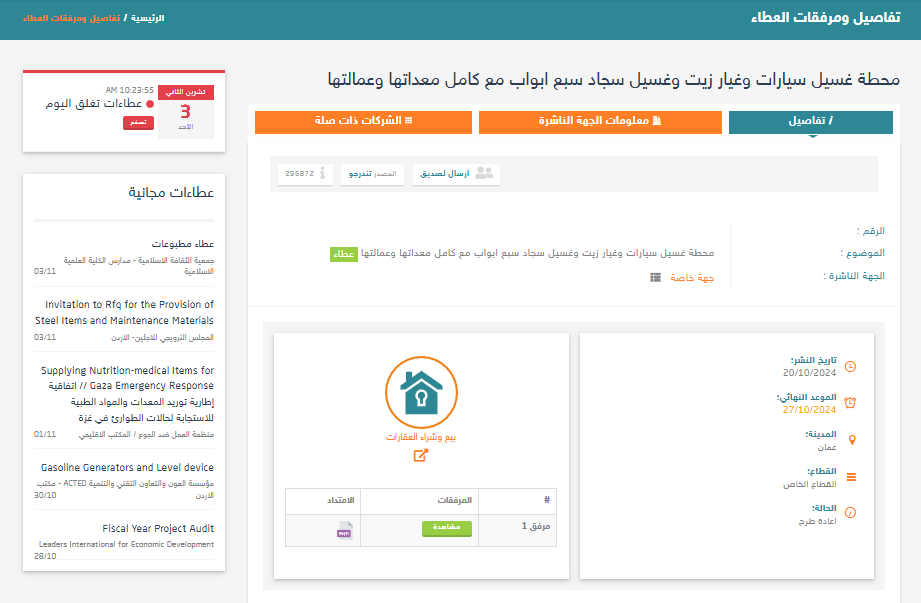 تفاصيل ومرفقات العطاء
الرئيسية / تفاصيل ومرفقات العطاء
محطة غسيل سيارات وغيار زيت وغسيل سجاد سبع ابواب مع كامل معداتها وعمالتها
/ تفاصيل
معلومات الجهة الناشرة
الشركات ذات صلة
ارسال لصديق
المصدر تندرجو
296872
الرقم :
الموضوع :
محطة غسيل سيارات وغيار زيت وغسيل سجاد سبع ابواب مع كامل معداتها وعمالتها عطاء
الجهة الناشرة :
جهة خاصة
تاريخ النشر:
20/10/2024
الموعد النهائي:
27/10/2024
المدينة:
عمان
القطاع:
القطاع الخاص
الحالة:
اعادة طرح
بيع وشراء العقارات
# المرفقات الامتداد
مرفق 1 مشاهدة PNG
تشرين الثاني
3
الأحد
10:23:55 AM
عطاءات تغلق اليوم
تصفح
عطاءات مجانية
عطاء مطبوعات
جمعية الثقافة الاسلامية - مدارس الكلية العلمية
الاسلامية
03/11
Invitation to Rfq for the Provision of
Steel Items and Maintenance Materials
المجلس النرويجي للاجئين- الاردن
03/11
Supplying Nutrition-medical Items for
Gaza Emergency Response // اتفاقية
إطارية توريد المعدات والمواد الطبية
للاستجابة لحالات الطوارئ في غزة
منظمة العمل ضد الجوع / المكتب الاقليمي
01/11
Gasoline Generators and Level device
مؤسسة العون والتعاون التقني والتنمية ACTED - مكتب
الاردن
30/10
Fiscal Year Project Audit
Leaders International for Economic Development
28/10